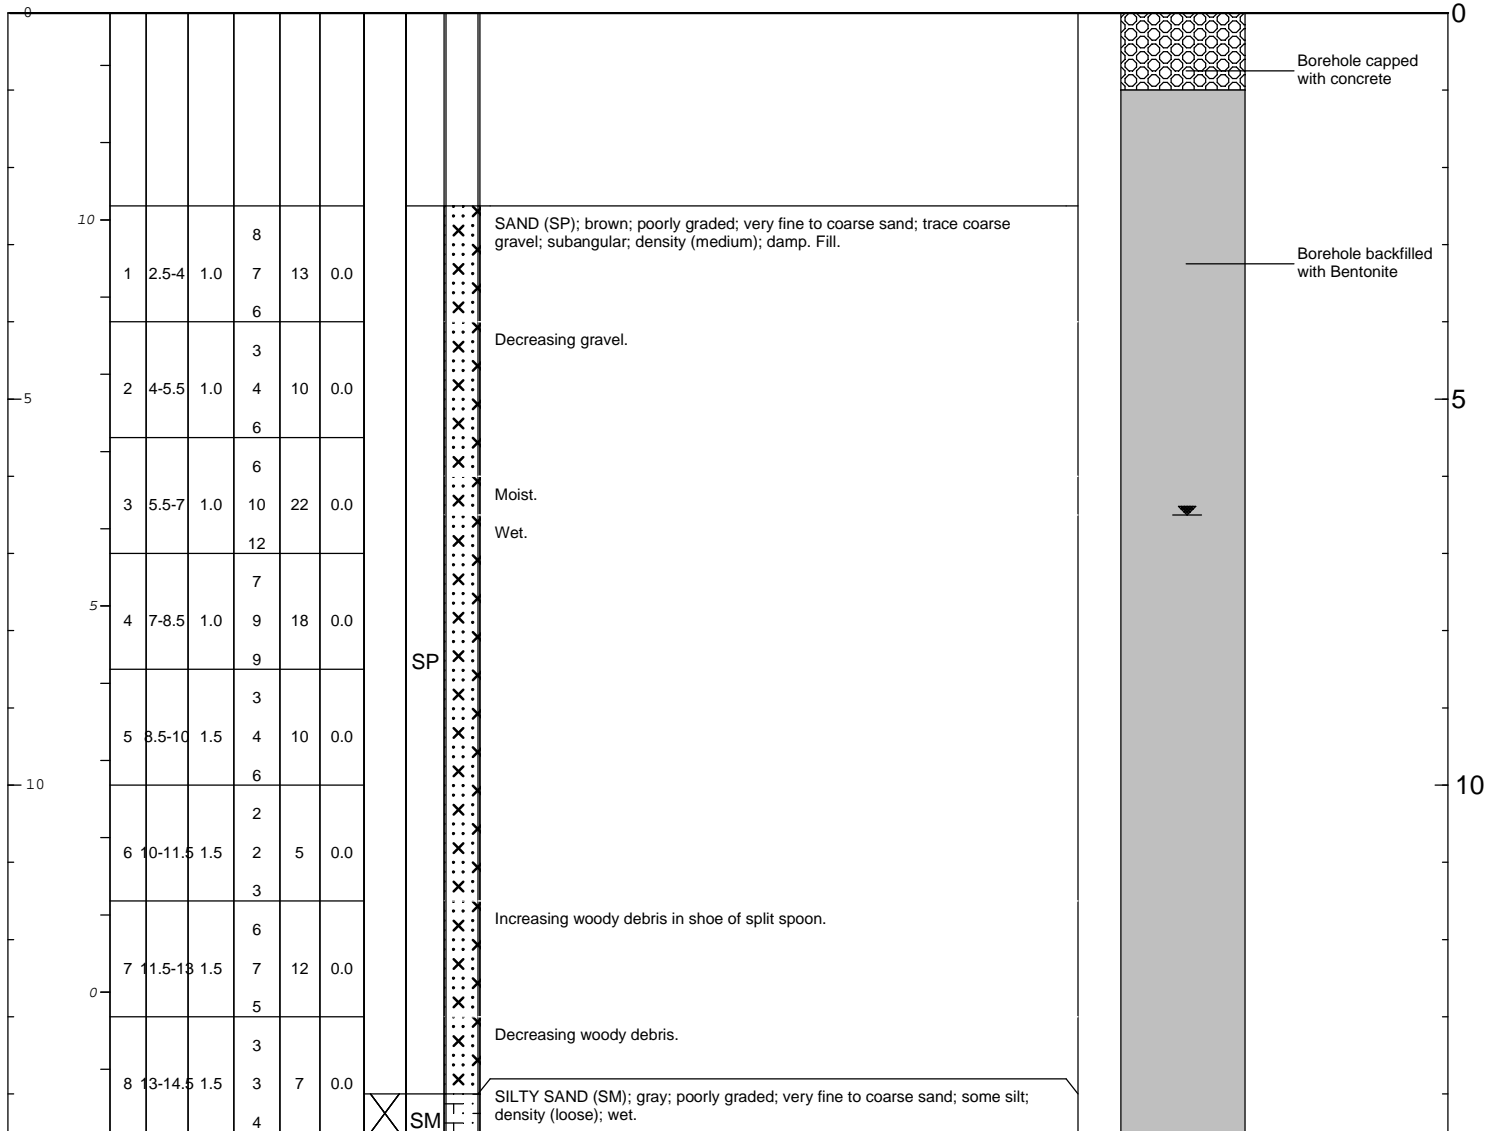 0
0
Borehole capped
with concrete
10
SAND (SP); brown; poorly graded; very fine to coarse sand; trace coarse
gravel; subangular; density (medium); damp. Fill.
8
1 2.5-4 1.0 7 13 0.0
6
Borehole backfilled
with Bentonite
Decreasing gravel.
3
2 4-5.5 1.0 4 10 0.0
6
5
5
6
3 5.5-7 1.0 10 22 0.0
12
Moist.
Wet.
7
5
4 7-8.5 1.0 9 18 0.0
9
SP
3
5 8.5-10 1.5 4 10 0.0
6
10
10
2
6 10-11.5 1.5 2 5 0.0
3
Increasing woody debris in shoe of split spoon.
6
7 11.5-13 1.5 7 12 0.0
0
5
Decreasing woody debris.
3
8 13-14.5 1.5 3 7 0.0
4
SM
SILTY SAND (SM); gray; poorly graded; very fine to coarse sand; some silt;
density (loose); wet.